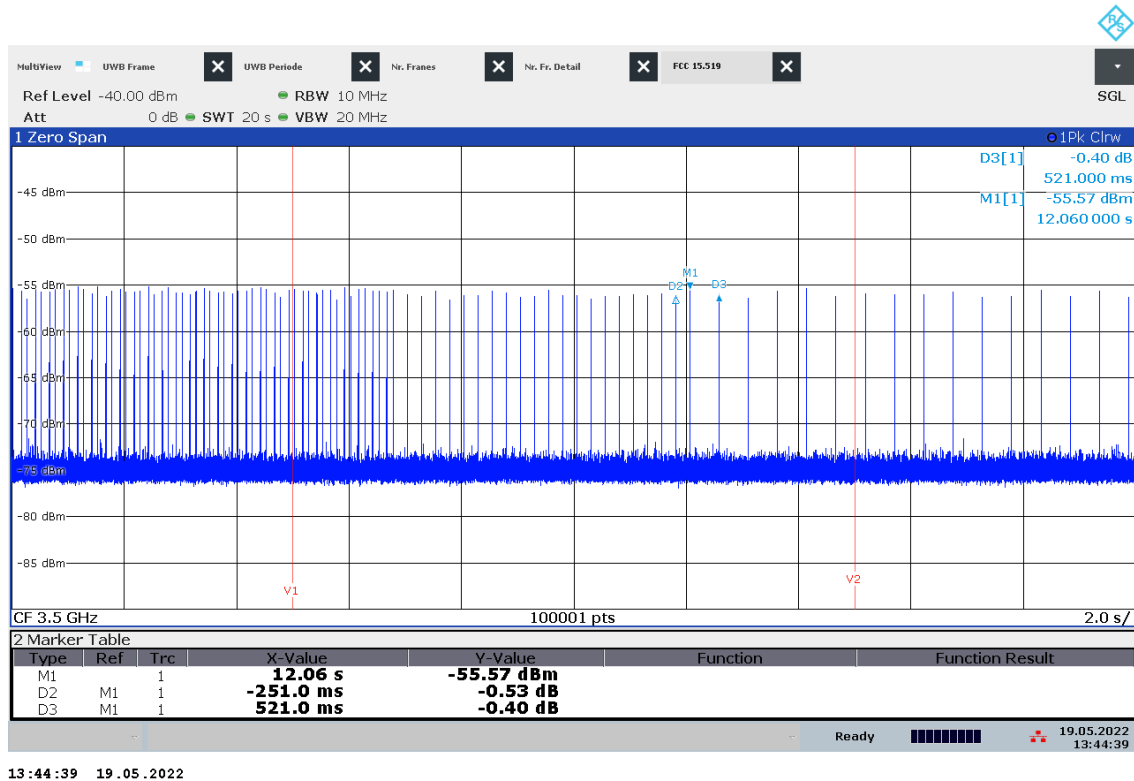 R&S
MultiView UWB Frame UWB Periode Nr. Franes Nr. Fr. Detail FCC 15.519
Ref Level -40.00 dBm RBW 10 MHz SGL
Att 0 dB SWT 20 s VBW 20 MHz
1 Zero Span 1Pk Clrw
D3[1] -0.40 dB
521.000 ms
-45 dBm
M1[1] -55.57 dBm
12.060 000 s
-50 dBm
M1
-55 dBm D2 D3
-60 dBm
-65 dBm
-70 dBm
-75 dBm
-80 dBm
-85 dBm
V1 V2
CF 3.5 GHz 100001 pts 2.0 s/
2 Marker Table
Type Ref Trc X-Value Y-Value Function Function Result
M1 1 12.06 s -55.57 dBm
D2 M1 1 -251.0 ms -0.53 dB
D3 M1 1 521.0 ms -0.40 dB
Ready 19.05.2022
13:44:39
13:44:39 19.05.2022